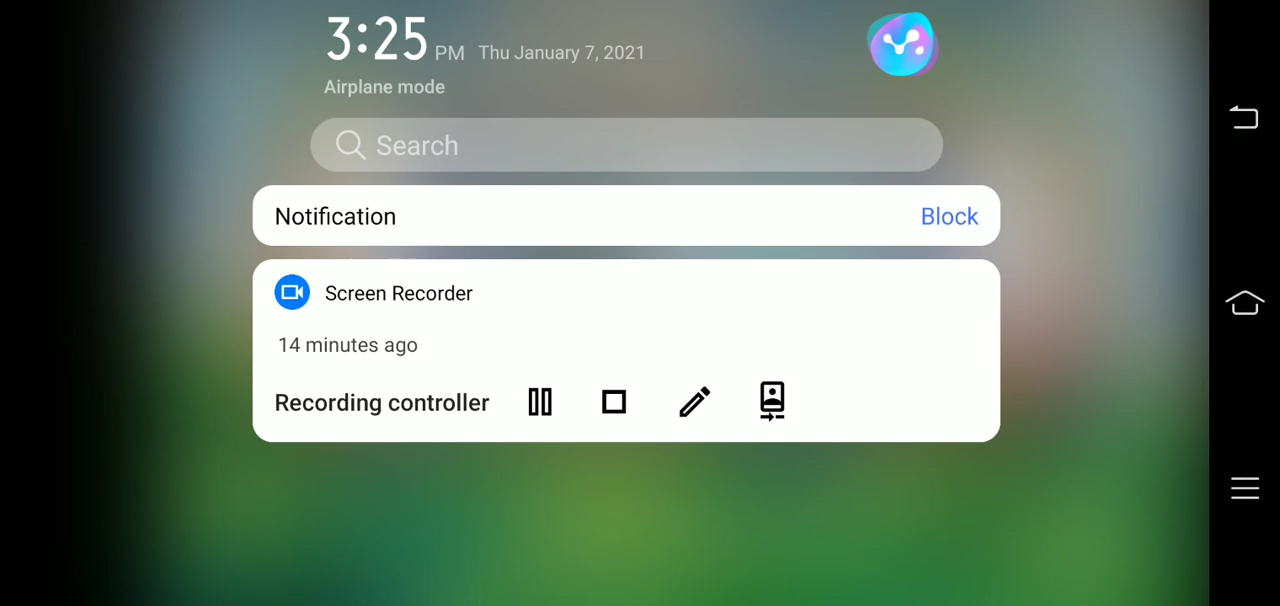 3:25 PM Thu January 7, 2021
Airplane mode
Search
Notification Block
Screen Recorder
14 minutes ago
Recording controller